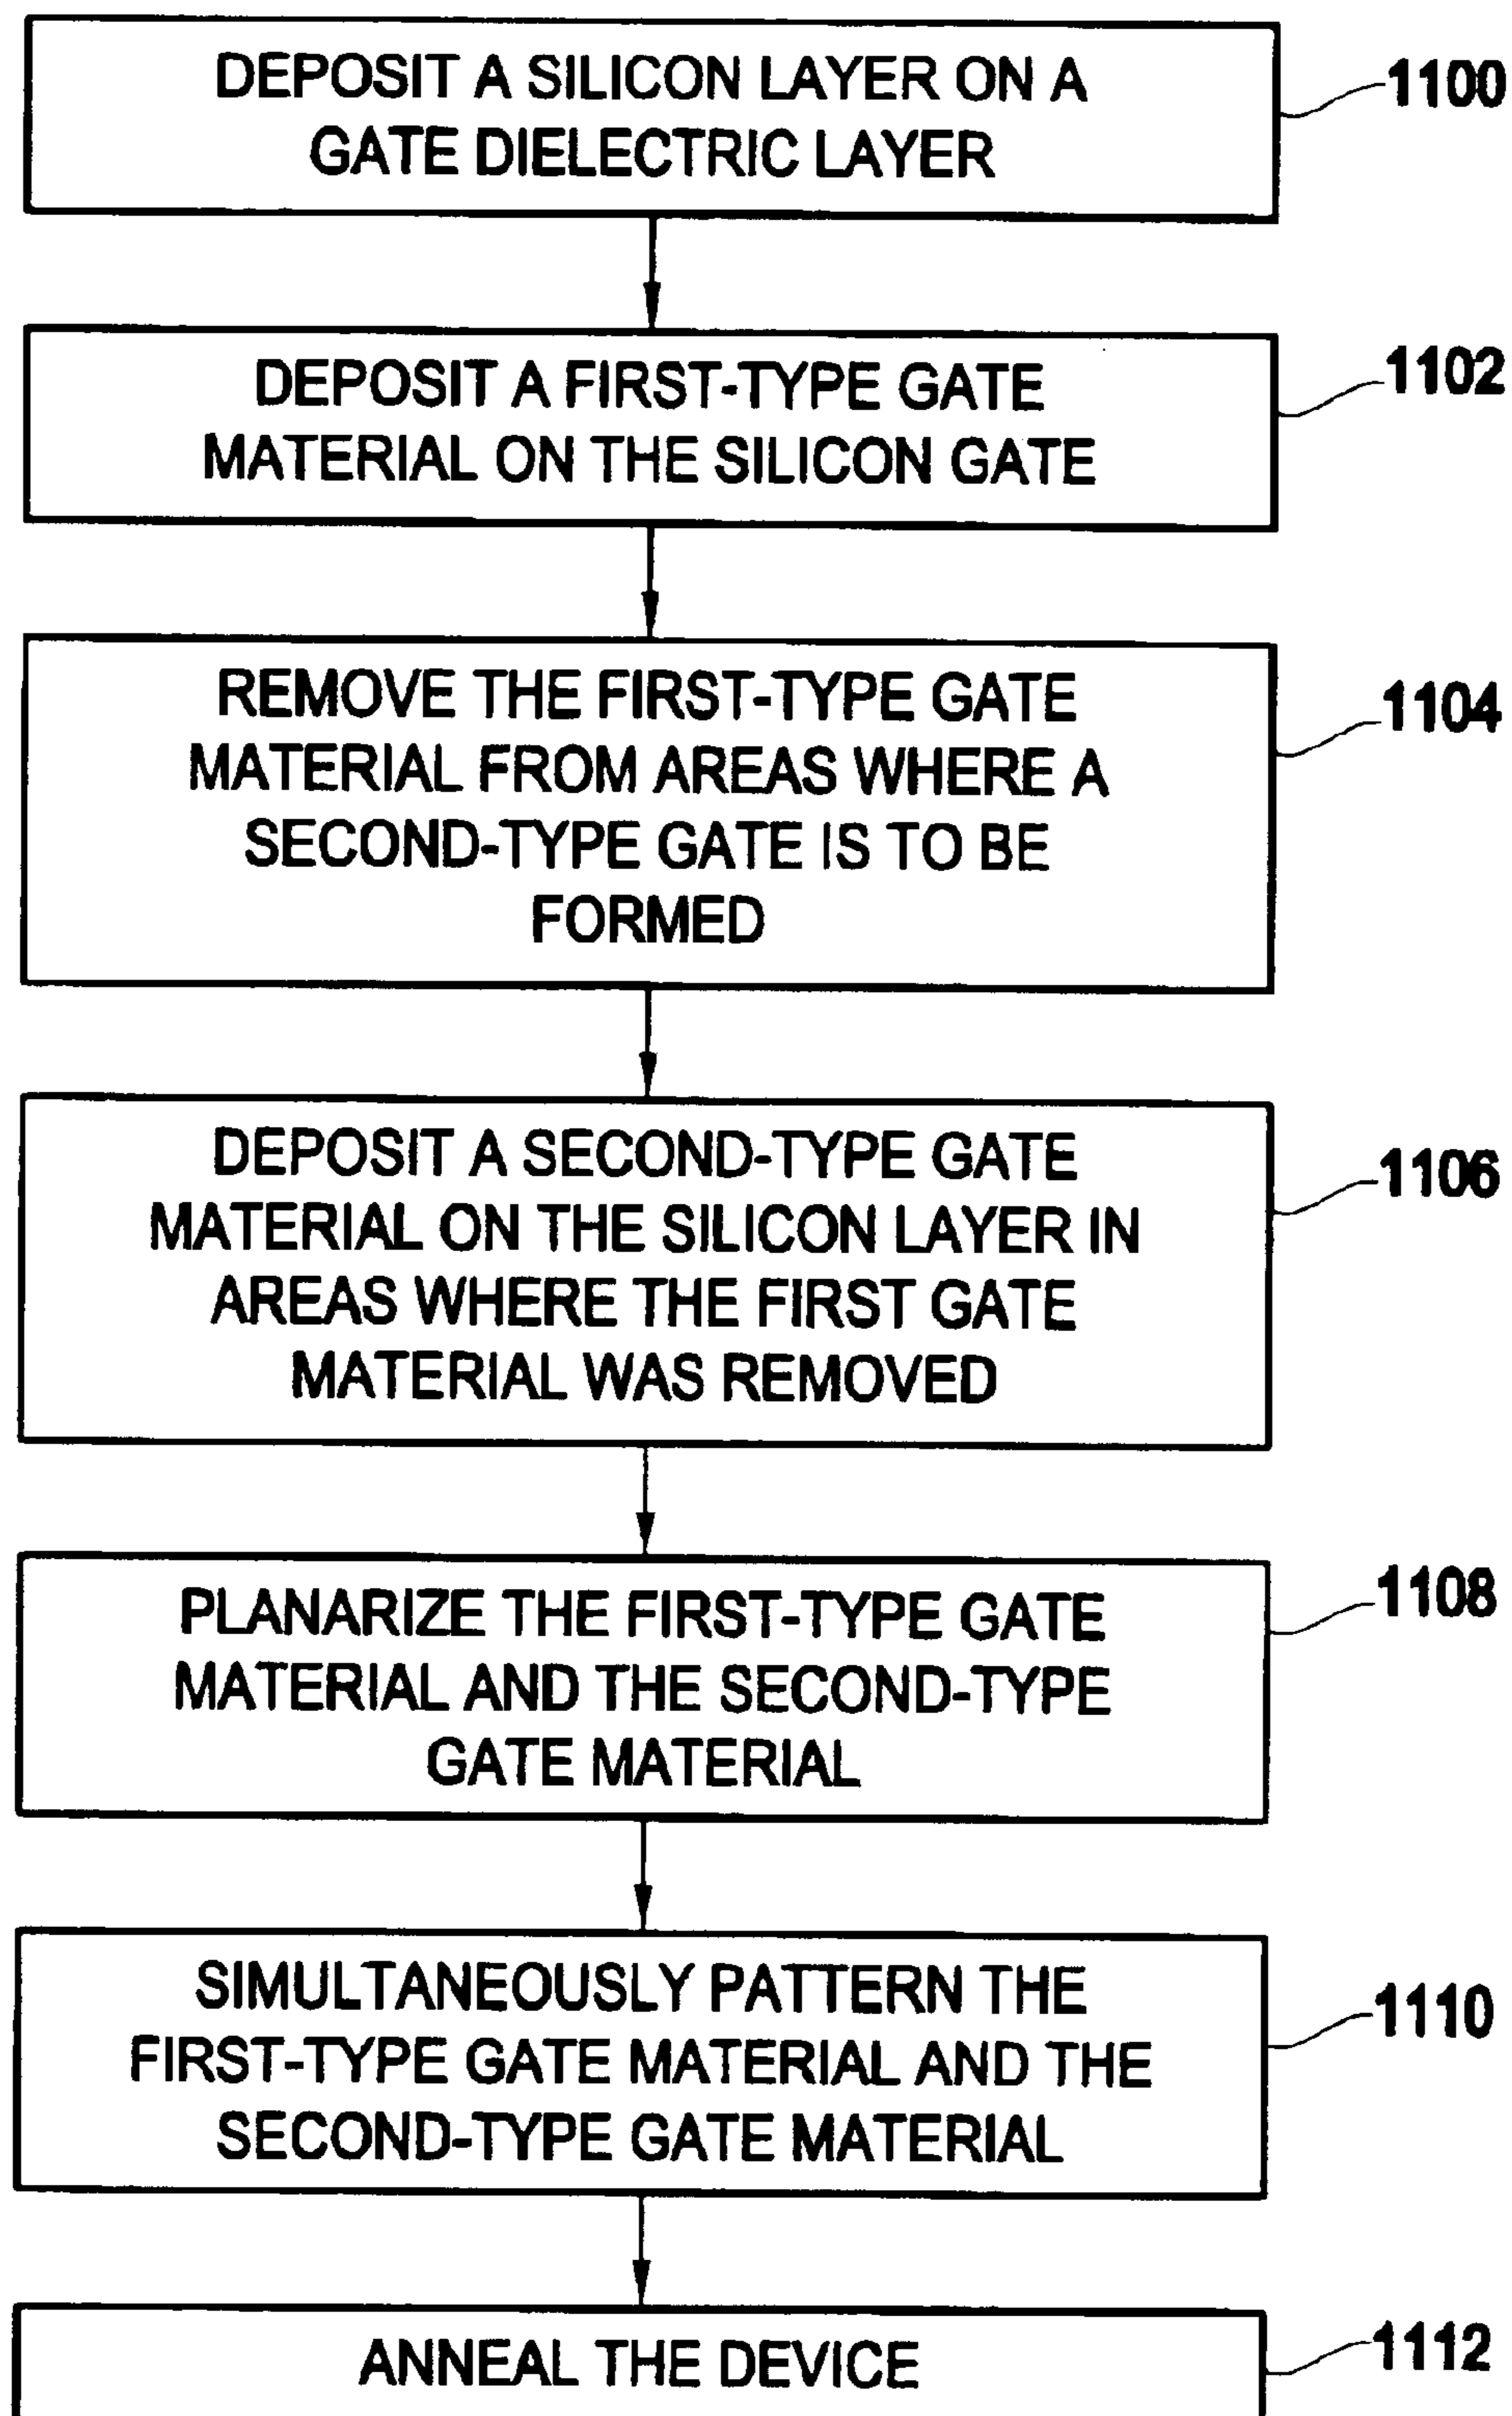 DEPOSIT A SILICON LAYER ON A
GATE DIELECTRIC LAYER
1100
DEPOSIT A FIRST-TYPE GATE
MATERIAL ON THE SILICON GATE
1102
REMOVE THE FIRST-TYPE GATE
MATERIAL FROM AREAS WHERE A
SECOND-TYPE GATE IS TO BE
FORMED
1104
DEPOSIT A SECOND-TYPE GATE
MATERIAL ON THE SILICON LAYER IN
AREAS WHERE THE FIRST GATE
MATERIAL WAS REMOVED
1106
PLANARIZE THE FIRST-TYPE GATE
MATERIAL AND THE SECOND-TYPE
GATE MATERIAL
1108
SIMULTANEOUSLY PATTERN THE
FIRST-TYPE GATE MATERIAL AND THE
SECOND-TYPE GATE MATERIAL
1110
ANNEAL THE DEVICE
1112